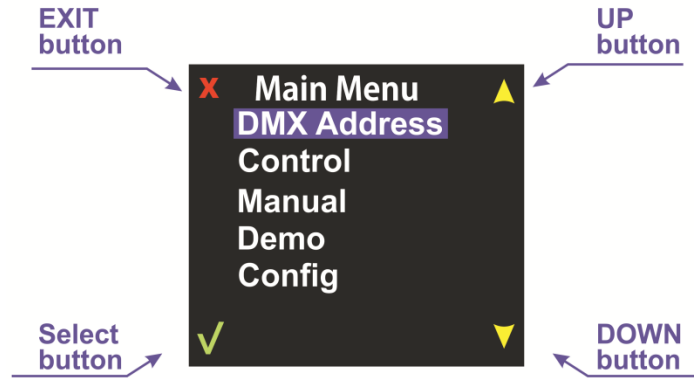 EXIT
button
UP
button
X Main Menu
DMX Address
Control
Manual
Demo
Config
Select
button
√
DOWN
button